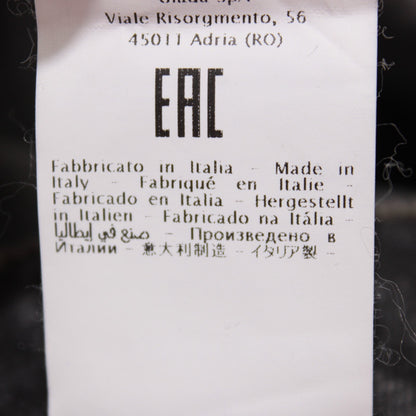 Viale Risorgmento, 56
45011 Adria (RO)
EAC
Fabbricato in Italia - Made in
Italy - Fabriqué en Italie -
Fabricado en Italia - Hergestellt
in Italien - Fabricado na Itália -
صنع في إيطاليا - Произведено в
Италии - 意大利制造 - イタリア製 -